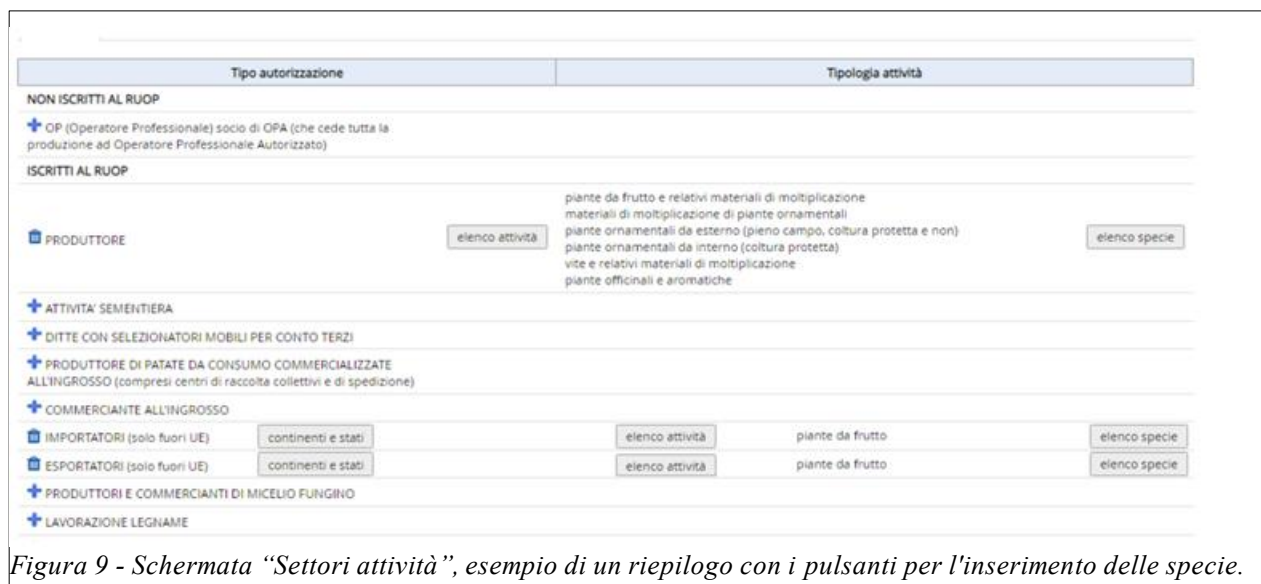 Tipo autorizzazione Tipologia attività
NON ISCRITTI AL RUOP
OP (Operatore Professionale) socio di OPA (che cede tutta la
produzione ad Operatore Professionale Autorizzato)
ISCRITTI AL RUOP
PRODUTTORE
elenco attività
piante da frutto e relativi materiali di moltiplicazione
materiali di moltiplicazione di piante ornamentali
piante ornamentali da esterno (pieno campo, coltura protetta e non)
piante ornamentali da interno (coltura protetta)
vite e relativi materiali di moltiplicazione
piante officinali e aromatiche
elenco specie
ATTIVITA' SEMENTIERA
DITTE CON SELEZIONATORI MOBILI PER CONTO TERZI
PRODUTTORE DI PATATE DA CONSUMO COMMERCIALIZZATE
ALL'INGROSSO (compresi centri di raccolta collettivi e di spedizione)
COMMERCIANTE ALL'INGROSSO
IMPORTATORI (solo fuori UE) continenti e stati elenco attività piante da frutto elenco specie
ESPORTATORI (solo fuori UE) continenti e stati elenco attività piante da frutto elenco specie
PRODUTTORI E COMMERCIANTI DI MICELIO FUNGINO
LAVORAZIONE LEGNAME
Figura 9 - Schermata “Settori attività”, esempio di un riepilogo con i pulsanti per l'inserimento delle specie.